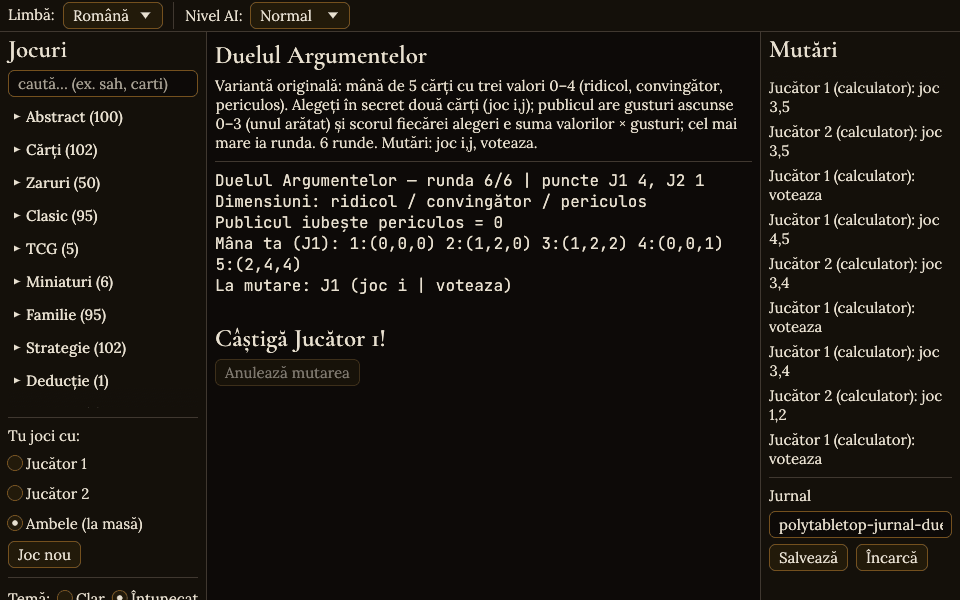 Limbă: Română ▼ Nivel AI: Normal ▼
Jocuri
caută... (ex. sah, carti)
▸ Abstract (100)
▸ Cărți (102)
▸ Zaruri (50)
▸ Clasic (95)
▸ TCG (5)
▸ Miniaturi (6)
▸ Familie (95)
▸ Strategie (102)
▸ Deducție (1)
Tu joci cu:
Jucător 1
Jucător 2
Ambele (la masă)
Joc nou
Temă: Clar Întunecat
Duelul Argumentelor
Variantă originală: mână de 5 cărți cu trei valori 0–4 (ridicol, convingător,
periculos). Alegeți în secret două cărți (joc i,j); publicul are gusturi ascunse
0–3 (unul arătat) și scorul fiecărei alegeri e suma valorilor × gusturi; cel mai
mare ia runda. 6 runde. Mutări: joc i,j, voteaza.
Duelul Argumentelor — runda 6/6 | puncte J1 4, J2 1
Dimensiuni: ridicol / convingător / periculos
Publicul iubește periculos = 0
Mâna ta (J1): 1:(0,0,0) 2:(1,2,0) 3:(1,2,2) 4:(0,0,1)
5:(2,4,4)
La mutare: J1 (joc i | voteaza)
Câștigă Jucător 1!
Anulează mutarea
Mutări
Jucător 1 (calculator): joc
3,5
Jucător 2 (calculator): joc
3,5
Jucător 1 (calculator):
voteaza
Jucător 1 (calculator): joc
4,5
Jucător 2 (calculator): joc
3,4
Jucător 1 (calculator):
voteaza
Jucător 1 (calculator): joc
3,4
Jucător 2 (calculator): joc
1,2
Jucător 1 (calculator):
voteaza
Jurnal
polytabletop-jurnal-due
Salvează Încarcă